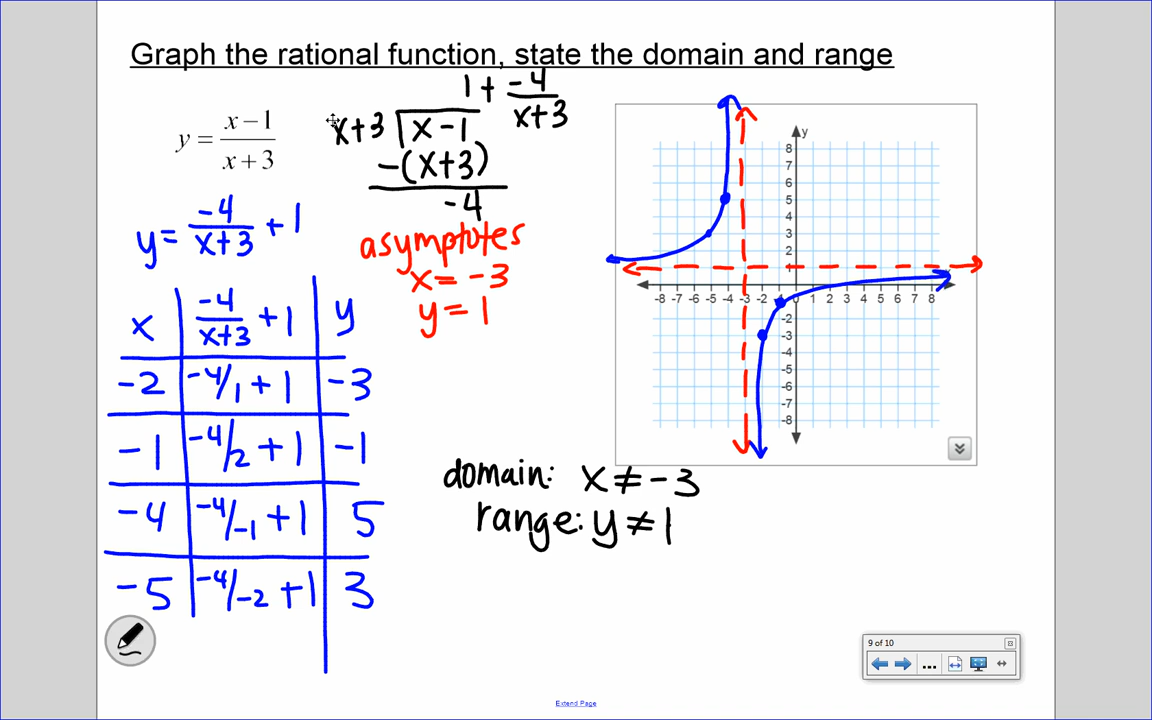 Graph the rational function, state the domain and range
y = (x − 1)/(x + 3)
1 + -4/(x+3)
x+3 | x - 1
-(x+3)
-4
y = -4/(x+3) + 1
asymptotes
x = -3
y = 1
x | -4/(x+3) + 1 | y
-2 | -4/1 + 1 | -3
-1 | -4/2 + 1 | -1
-4 | -4/-1 + 1 | 5
-5 | -4/-2 + 1 | 3
y
8
7
6
5
4
3
2
-8 -7 -6 -5 -4 -3 -2 0 1 2 3 4 5 6 7 8
-2
-3
-4
-5
-6
-7
-8
domain: x ≠ -3
range: y ≠ 1
9 of 10
...
Extend Page